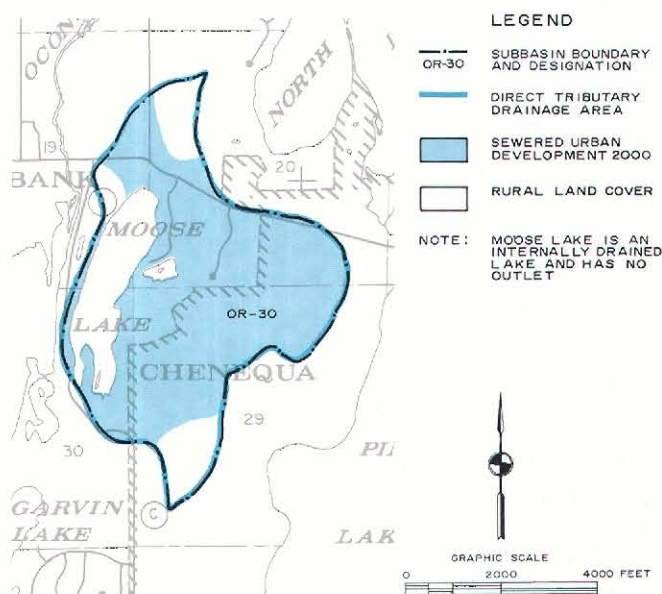 LEGEND
OR-30
SUBBASIN BOUNDARY
AND DESIGNATION
DIRECT TRIBUTARY
DRAINAGE AREA
SEWERED URBAN
DEVELOPMENT 2000
RURAL LAND COVER
NOTE: MOOSE LAKE IS AN
INTERNALLY DRAINED
LAKE AND HAS NO
OUTLET
OCON
NORTH
19
20
BANK
MOOSE
LAKE
OR-30
CHENEQUA
29
30
PI
GARVIN
LAKE
C
LAK
GRAPHIC SCALE
0 2000 4000 FEET